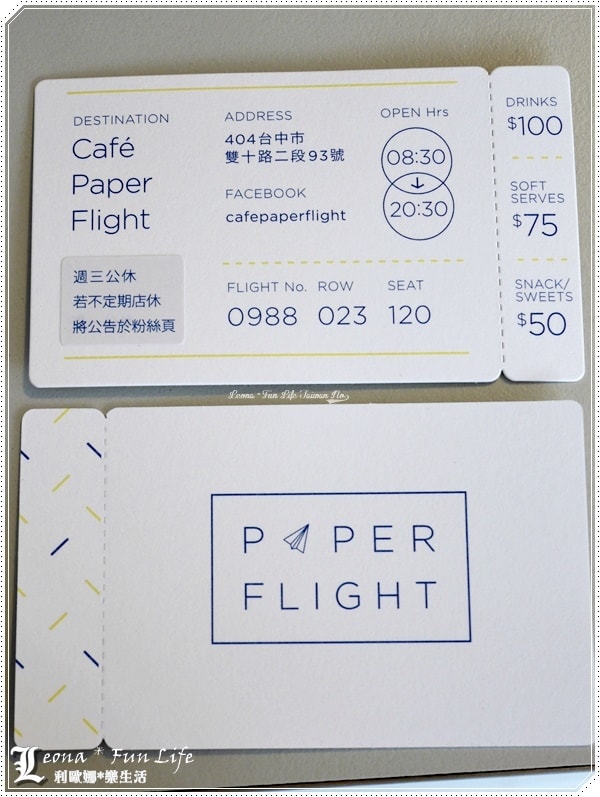 DESTINATION
Café
Paper
Flight
週三公休
若不定期店休
將公告於粉絲頁
ADDRESS
404台中市
雙十路二段93號
FACEBOOK
cafepaperflight
OPEN Hrs
08:30
20:30
FLIGHT No. ROW SEAT
0988 023 120
DRINKS
$100
SOFT
SERVES
$75
SNACK/
SWEETS
$50
P PER
FLIGHT
Leona * Fun Life
利歐娜*樂生活